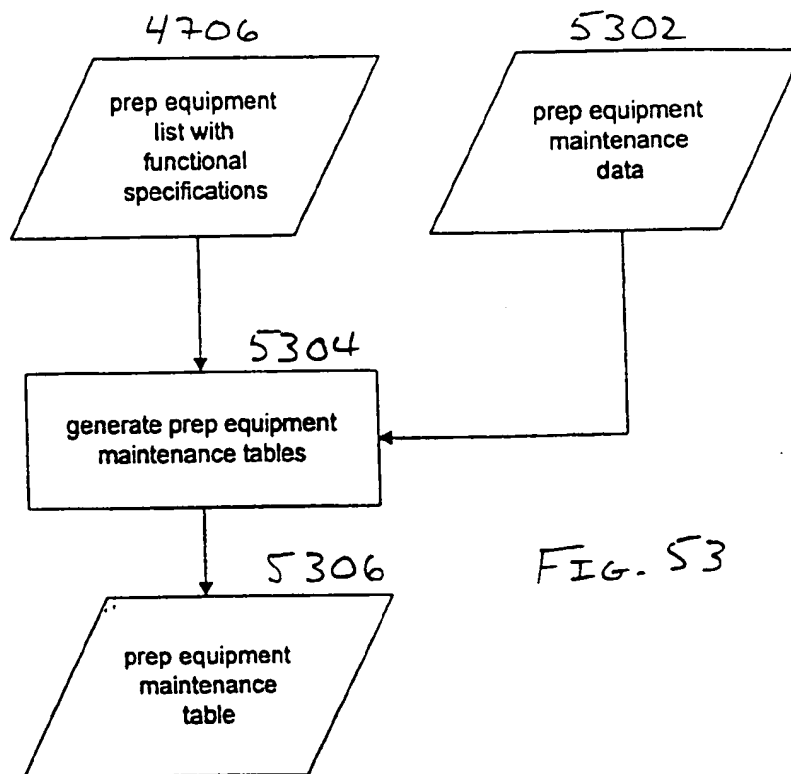 4706
prep equipment
list with
functional
specifications
5302
prep equipment
maintenance
data
5304
generate prep equipment
maintenance tables
5306
prep equipment
maintenance
table
FIG. 53